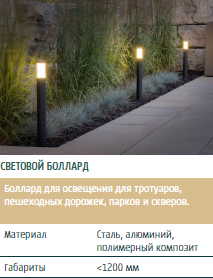 СВЕТОВОЙ БОЛЛАРД
Боллард для освещения для тротуаров,
пешеходных дорожек, парков и скверов.
Материал
Сталь, алюминий,
полимерный композит
Габариты
<1200 мм